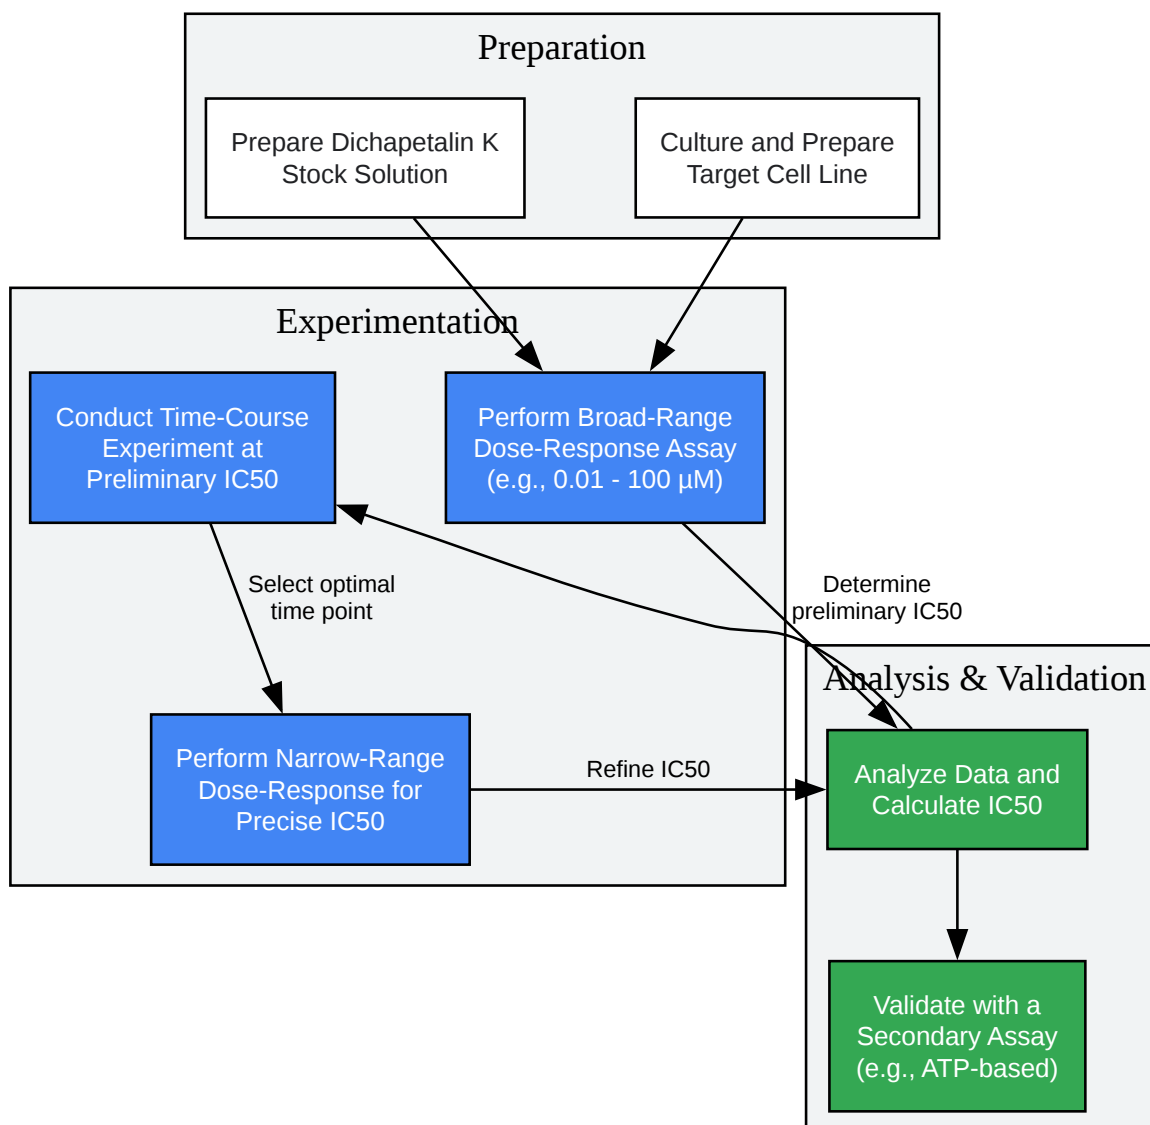 Preparation
Prepare Dichapetalin K
Stock Solution
Culture and Prepare
Target Cell Line
Experimentation
Conduct Time-Course
Experiment at
Preliminary IC50
Perform Broad-Range
Dose-Response Assay
(e.g., 0.01 - 100 µM)
Select optimal
time point
Determine
preliminary IC50
Analysis & Validation
Perform Narrow-Range
Dose-Response for
Precise IC50
Refine IC50
Analyze Data and
Calculate IC50
Validate with a
Secondary Assay
(e.g., ATP-based)